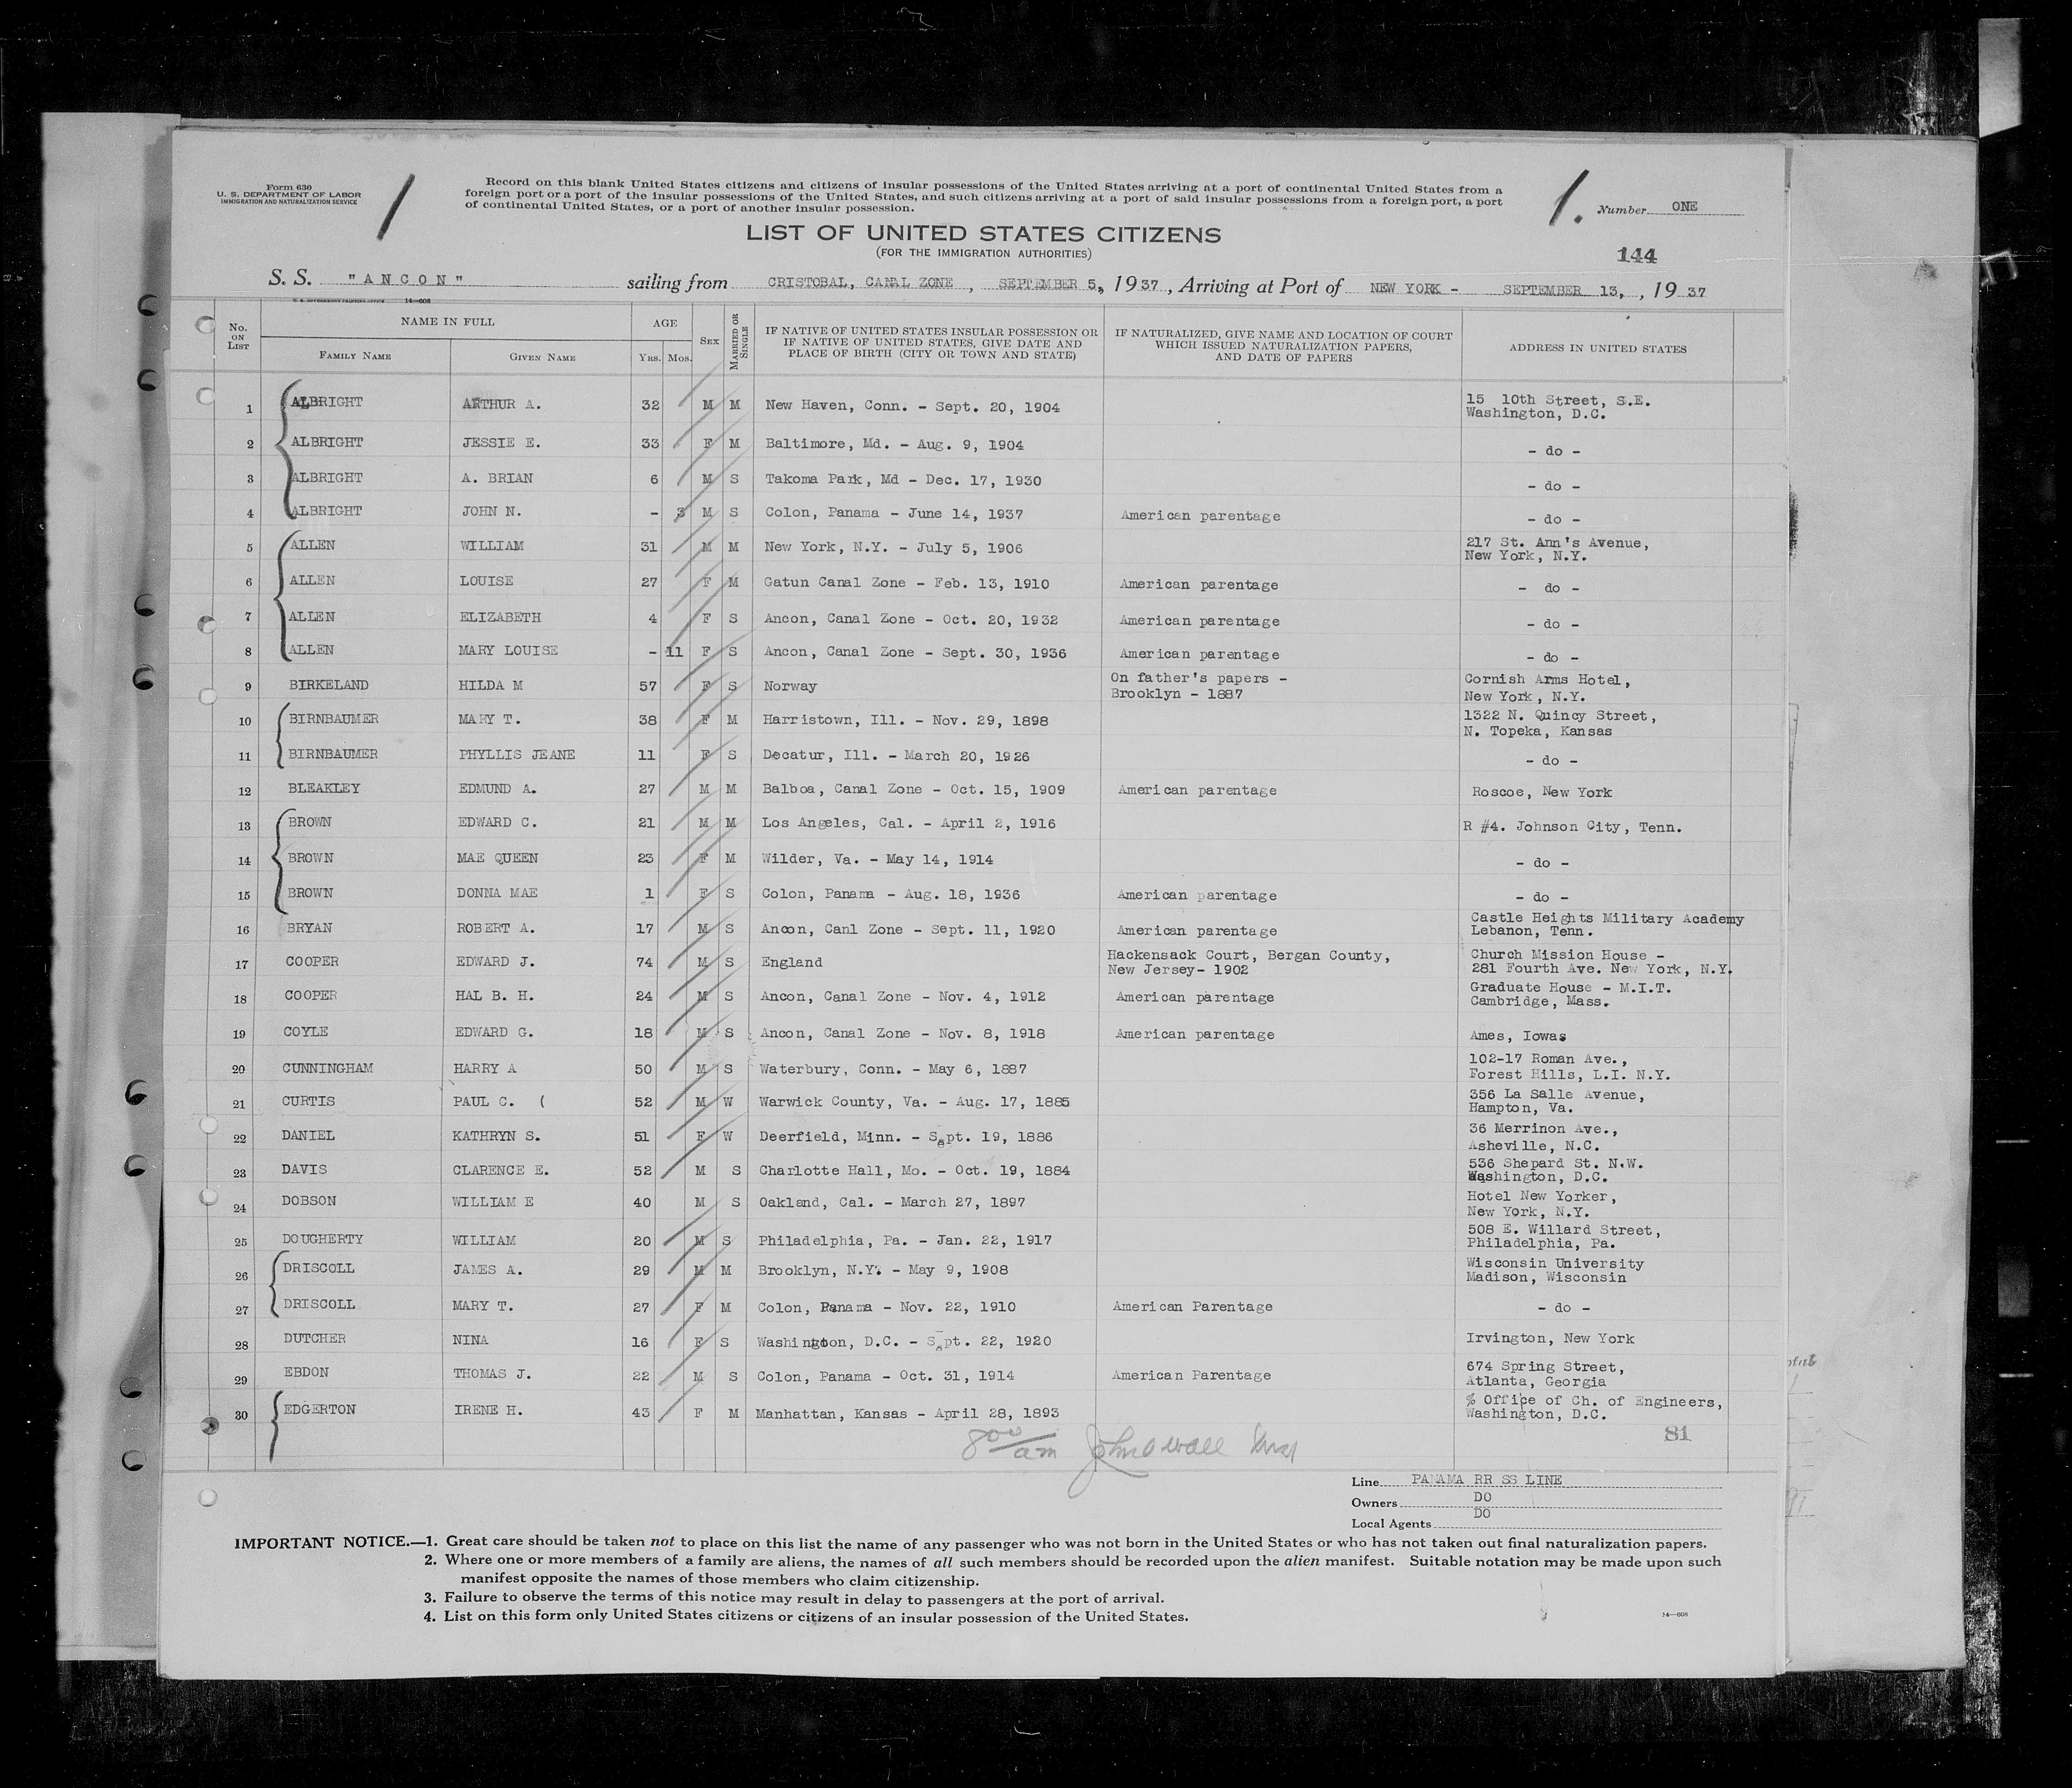 Form 630
U. S. DEPARTMENT OF LABOR
IMMIGRATION AND NATURALIZATION SERVICE
1
Record on this blank United States citizens and citizens of insular possessions of the United States arriving at a port of continental United States from a
foreign port or a port of the insular possessions of the United States, and such citizens arriving at a port of said insular possessions from a foreign port, a port
of continental United States, or a port of another insular possession.
1.
Number ONE
LIST OF UNITED STATES CITIZENS
(FOR THE IMMIGRATION AUTHORITIES)
144
S. S. "ANCON" sailing from CRISTOBAL, CANAL ZONE , SEPTEMBER 5, 1937, Arriving at Port of NEW YORK - SEPTEMBER 13, , 1937
U. S. GOVERNMENT PRINTING OFFICE 14—608
No. ON LIST
NAME IN FULL
FAMILY NAME
GIVEN NAME
AGE
YRS. MOS.
SEX
MARRIED OR SINGLE
IF NATIVE OF UNITED STATES INSULAR POSSESSION OR
IF NATIVE OF UNITED STATES, GIVE DATE AND
PLACE OF BIRTH (CITY OR TOWN AND STATE)
IF NATURALIZED, GIVE NAME AND LOCATION OF COURT
WHICH ISSUED NATURALIZATION PAPERS,
AND DATE OF PAPERS
ADDRESS IN UNITED STATES
1 ALBRIGHT ARTHUR A. 32 M M New Haven, Conn. - Sept. 20, 1904 15 10th Street, S.E.
Washington, D.C.
2 ALBRIGHT JESSIE E. 33 F M Baltimore, Md. - Aug. 9, 1904 - do -
3 ALBRIGHT A. BRIAN 6 M S Takoma Park, Md - Dec. 17, 1930 - do -
4 ALBRIGHT JOHN N. - 3 M S Colon, Panama - June 14, 1937 American parentage - do -
5 ALLEN WILLIAM 31 M M New York, N.Y. - July 5, 1906 217 St. Ann's Avenue,
New York, N.Y.
6 ALLEN LOUISE 27 F M Gatun Canal Zone - Feb. 13, 1910 American parentage - do -
7 ALLEN ELIZABETH 4 F S Ancon, Canal Zone - Oct. 20, 1932 American parentage - do -
8 ALLEN MARY LOUISE - 11 F S Ancon, Canal Zone - Sept. 30, 1936 American parentage - do -
9 BIRKELAND HILDA M 57 F S Norway On father's papers - Cornish Arms Hotel,
Brooklyn - 1887 New York, N.Y.
10 BIRNBAUMER MARY T. 38 F M Harristown, Ill. - Nov. 29, 1898 1322 N. Quincy Street,
N. Topeka, Kansas
11 BIRNBAUMER PHYLLIS JEANE 11 F S Decatur, Ill. - March 20, 1926 - do -
12 BLEAKLEY EDMUND A. 27 M M Balboa, Canal Zone - Oct. 15, 1909 American parentage Roscoe, New York
13 BROWN EDWARD C. 21 M M Los Angeles, Cal. - April 2, 1916 R #4. Johnson City, Tenn.
14 BROWN MAE QUEEN 23 F M Wilder, Va. - May 14, 1914 - do -
15 BROWN DONNA MAE 1 F S Colon, Panama - Aug. 18, 1936 American parentage - do -
16 BRYAN ROBERT A. 17 M S Ancon, Canl Zone - Sept. 11, 1920 American parentage Castle Heights Military Academy
Lebanon, Tenn.
17 COOPER EDWARD J. 74 M S England Hackensack Court, Bergan County, Church Mission House -
New Jersey- 1902 281 Fourth Ave. New York, N.Y.
18 COOPER HAL B. H. 24 M S Ancon, Canal Zone - Nov. 4, 1912 American parentage Graduate House - M.I.T.
Cambridge, Mass.
19 COYLE EDWARD G. 18 M S Ancon, Canal Zone - Nov. 8, 1918 American parentage Ames, Iowas
20 CUNNINGHAM HARRY A 50 M S Waterbury, Conn. - May 6, 1887 102-17 Roman Ave.,
Forest Hills, L.I. N.Y.
21 CURTIS PAUL C. ( 52 M W Warwick County, Va. - Aug. 17, 1885 356 La Salle Avenue,
Hampton, Va.
22 DANIEL KATHRYN S. 51 F W Deerfield, Minn. - Sept. 19, 1886 36 Merrinon Ave.,
Asheville, N.C.
23 DAVIS CLARENCE E. 52 M S Charlotte Hall, Mo. - Oct. 19, 1884 536 Shepard St. N.W.
Washington, D.C.
24 DOBSON WILLIAM E 40 M S Oakland, Cal. - March 27, 1897 Hotel New Yorker,
New York, N.Y.
25 DOUGHERTY WILLIAM 20 M S Philadelphia, Pa. - Jan. 22, 1917 508 E. Willard Street,
Philadelphia, Pa.
26 DRISCOLL JAMES A. 29 M M Brooklyn, N.Y. - May 9, 1908 Wisconsin University
Madison, Wisconsin
27 DRISCOLL MARY T. 27 F M Colon, Panama - Nov. 22, 1910 American Parentage - do -
28 DUTCHER NINA 16 F S Washington, D.C. - Sept. 22, 1920 Irvington, New York
29 EBDON THOMAS J. 22 M S Colon, Panama - Oct. 31, 1914 American Parentage 674 Spring Street,
Atlanta, Georgia
30 EDGERTON IRENE H. 43 F M Manhattan, Kansas - April 28, 1893 % Office of Ch. of Engineers,
Washington, D.C.
800 am John
81
Line PANAMA RR SS LINE
Owners DO
Local Agents DO
IMPORTANT NOTICE.—1. Great care should be taken not to place on this list the name of any passenger who was not born in the United States or who has not taken out final naturalization papers.
2. Where one or more members of a family are aliens, the names of all such members should be recorded upon the alien manifest. Suitable notation may be made upon such
manifest opposite the names of those members who claim citizenship.
3. Failure to observe the terms of this notice may result in delay to passengers at the port of arrival.
4. List on this form only United States citizens or citizens of an insular possession of the United States.
14—608